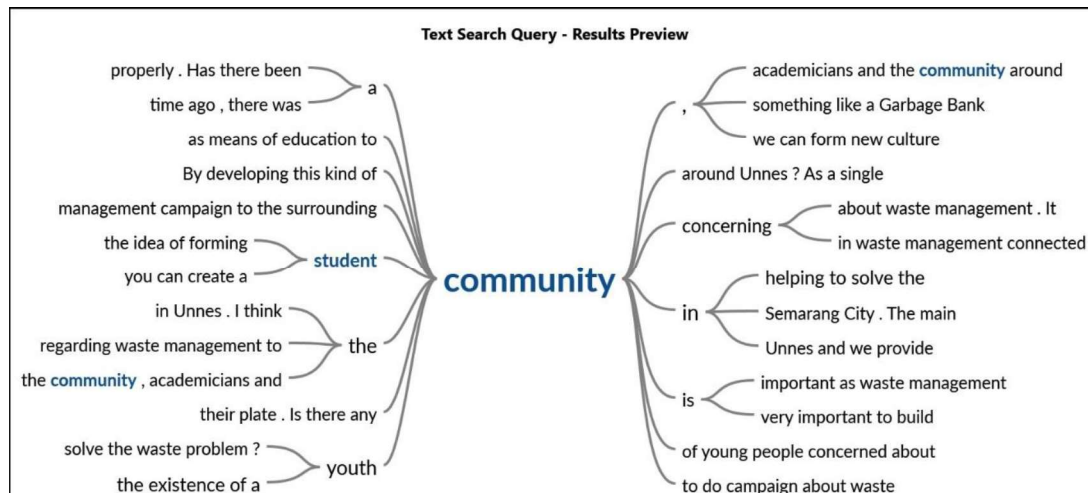 Text Search Query - Results Preview
properly . Has there been
time ago , there was
a
as means of education to
By developing this kind of
management campaign to the surrounding
the idea of forming
you can create a
student
in Unnes . I think
regarding waste management to
the community , academicians and
the
their plate . Is there any
solve the waste problem ?
the existence of a
youth
community
,
academicians and the community around
something like a Garbage Bank
we can form new culture
around Unnes ? As a single
concerning
about waste management . It
in waste management connected
in
helping to solve the
Semarang City . The main
Unnes and we provide
is
important as waste management
very important to build
of young people concerned about
to do campaign about waste